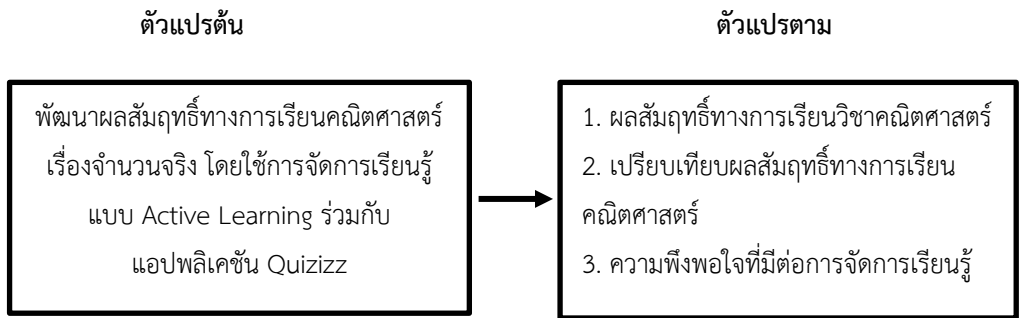 ตัวแปรต้น
ตัวแปรตาม
พัฒนาผลสัมฤทธิ์ทางการเรียนคณิตศาสตร์
เรื่องจำนวนจริง โดยใช้การจัดการเรียนรู้
แบบ Active Learning ร่วมกับ
แอปพลิเคชัน Quizizz
1. ผลสัมฤทธิ์ทางการเรียนวิชาคณิตศาสตร์
2. เปรียบเทียบผลสัมฤทธิ์ทางการเรียน
คณิตศาสตร์
3. ความพึงพอใจที่มีต่อการจัดการเรียนรู้